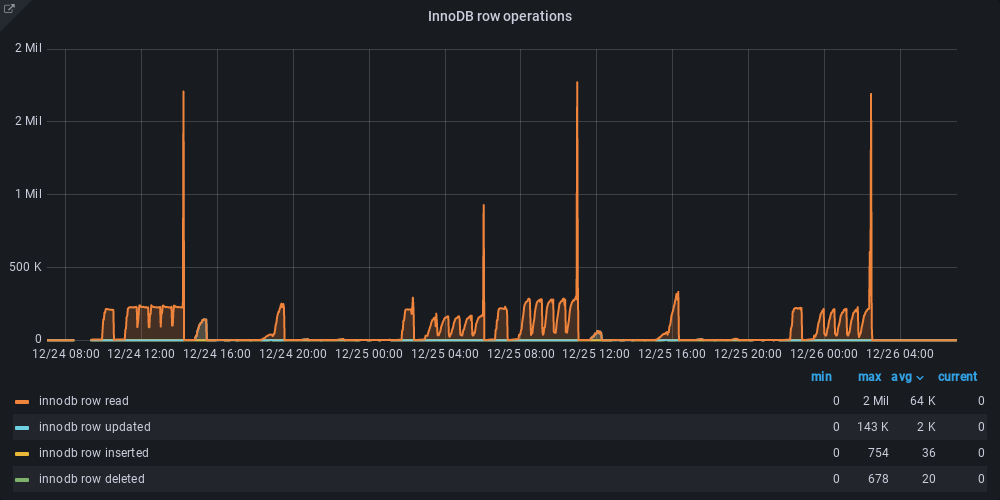 InnoDB row operations
2 Mil
2 Mil
1 Mil
500 K
0
12/24 08:00 12/24 12:00 12/24 16:00 12/24 20:00 12/25 00:00 12/25 04:00 12/25 08:00 12/25 12:00 12/25 16:00 12/25 20:00 12/26 00:00 12/26 04:00
min max avg current
innodb row read 0 2 Mil 64 K 0
innodb row updated 0 143 K 2 K 0
innodb row inserted 0 754 36 0
innodb row deleted 0 678 20 0